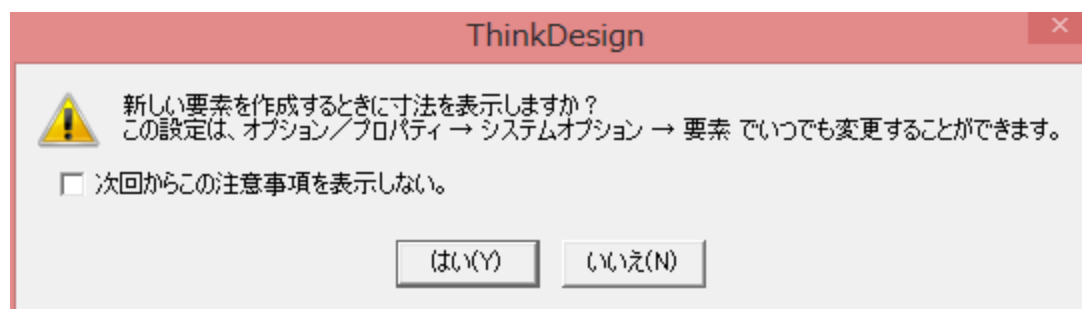 ThinkDesign
新しい要素を作成するときに寸法を表示しますか？
この設定は、オプション／プロパティ → システムオプション → 要素 でいつでも変更することができます。
次回からこの注意事項を表示しない。
はい(Y)
いいえ(N)